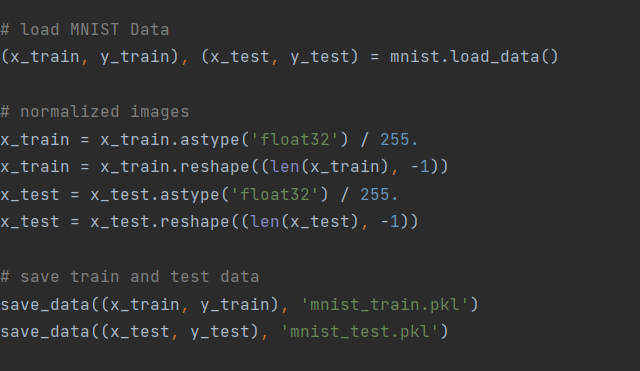 # load MNIST Data
(x_train, y_train), (x_test, y_test) = mnist.load_data()
# normalized images
x_train = x_train.astype('float32') / 255.
x_train = x_train.reshape((len(x_train), -1))
x_test = x_test.astype('float32') / 255.
x_test = x_test.reshape((len(x_test), -1))
# save train and test data
save_data((x_train, y_train), 'mnist_train.pkl')
save_data((x_test, y_test), 'mnist_test.pkl')